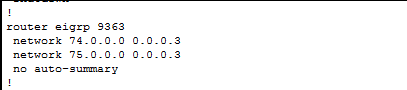 !
router eigrp 9363
network 74.0.0.0 0.0.0.3
network 75.0.0.0 0.0.0.3
no auto-summary
!